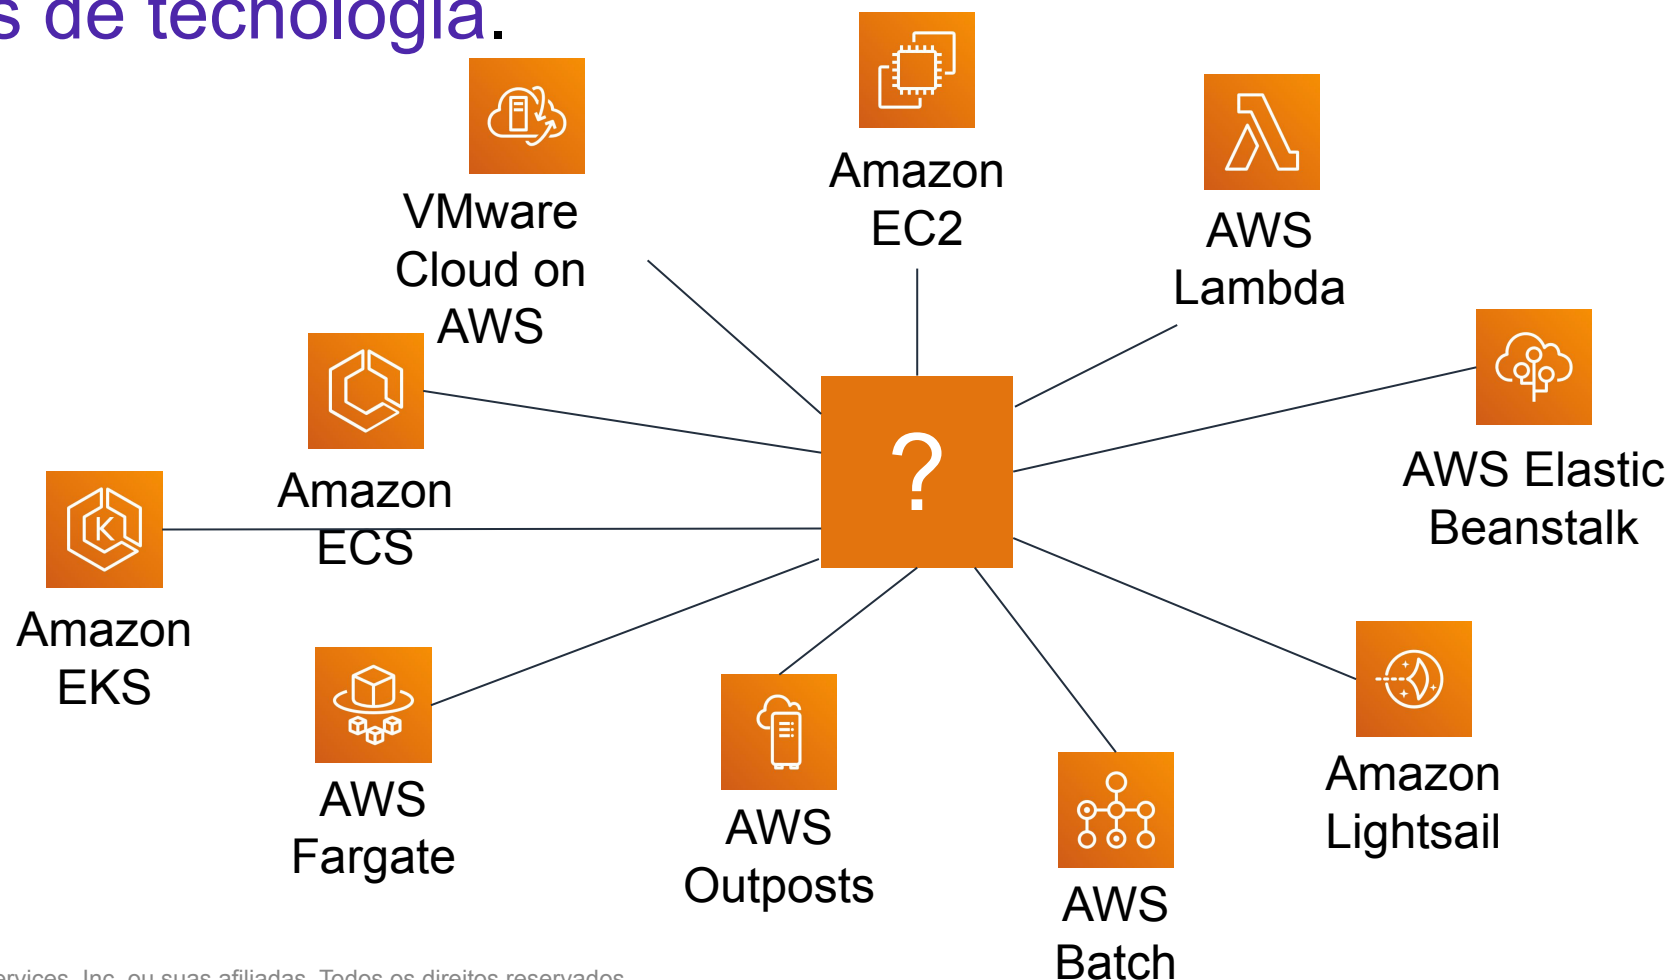 s de tecnologia.
VMware
Cloud on
AWS
Amazon
EC2
AWS
Lambda
AWS Elastic
Beanstalk
Amazon
ECS
?
K
Amazon
EKS
AWS
Fargate
AWS
Outposts
AWS
Batch
Amazon
Lightsail
ervices, Inc. ou suas afiliadas. Todos os direitos reservados.